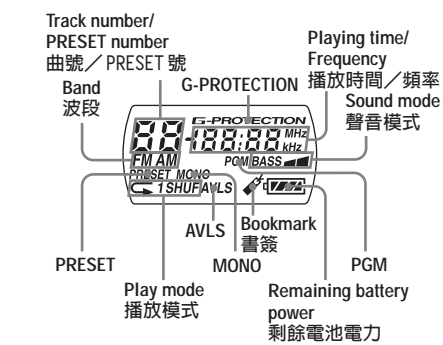 Track number/
PRESET number
曲號／PRESET 號
Playing time/
Frequency
播放時間／頻率
Band
波段
G-PROTECTION
Sound mode
聲音模式
G-PROTECTION
88 -188:88 MHz
kHz
FM AM
PGM BASS
PRESET MONO
1 SHUF AVLS
AVLS
Bookmark
書簽
PRESET
MONO
PGM
Play mode
播放模式
Remaining battery
power
剩餘電池電力